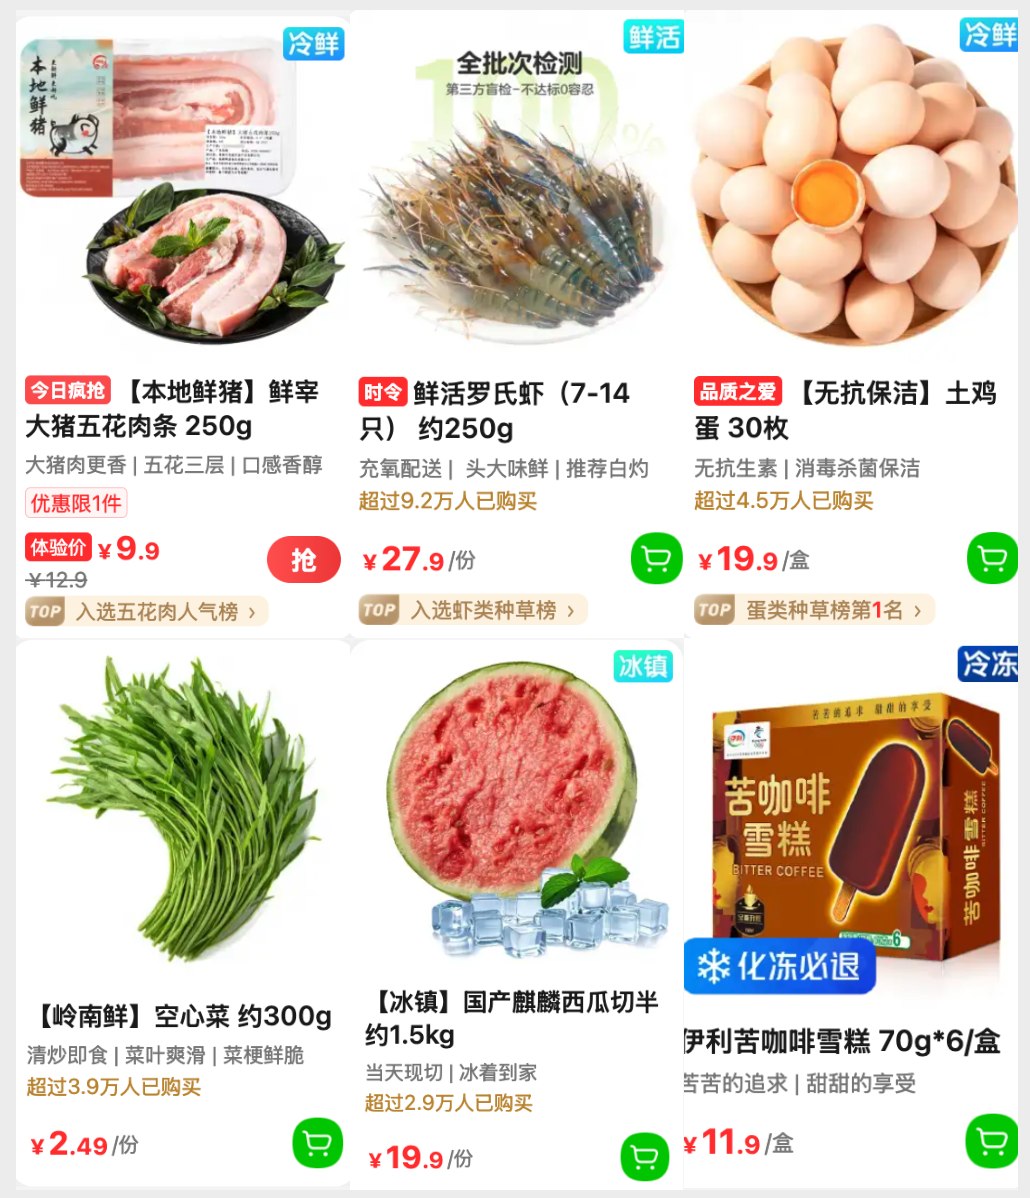 冷鲜
本地鲜猪
今日疯抢 【本地鲜猪】鲜宰
大猪五花肉条 250g
大猪肉更香 | 五花三层 | 口感香醇
优惠限1件
体验价 ¥9.9
¥12.9
抢
TOP 入选五花肉人气榜 ›
鲜活
全批次检测
第三方盲检-不达标0容忍
100%
时令 鲜活罗氏虾（7-14
只） 约250g
充氧配送 | 头大味鲜 | 推荐白灼
超过9.2万人已购买
¥27.9/份
TOP 入选虾类种草榜 ›
冷鲜
品质之爱 【无抗保洁】土鸡
蛋 30枚
无抗生素 | 消毒杀菌保洁
超过4.5万人已购买
¥19.9/盒
TOP 蛋类种草榜第1名 ›
【岭南鲜】空心菜 约300g
清炒即食 | 菜叶爽滑 | 菜梗鲜脆
超过3.9万人已购买
¥2.49/份
冰镇
【冰镇】国产麒麟西瓜切半
约1.5kg
当天现切 | 冰着到家
超过2.9万人已购买
¥19.9/份
冷冻
苦苦的追求 甜甜的享受
伊利
苦咖啡
雪糕
BITTER COFFEE
苦咖啡雪糕
BITTER COFFEE
化冻必退
伊利苦咖啡雪糕 70g*6/盒
苦苦的追求 | 甜甜的享受
¥11.9/盒